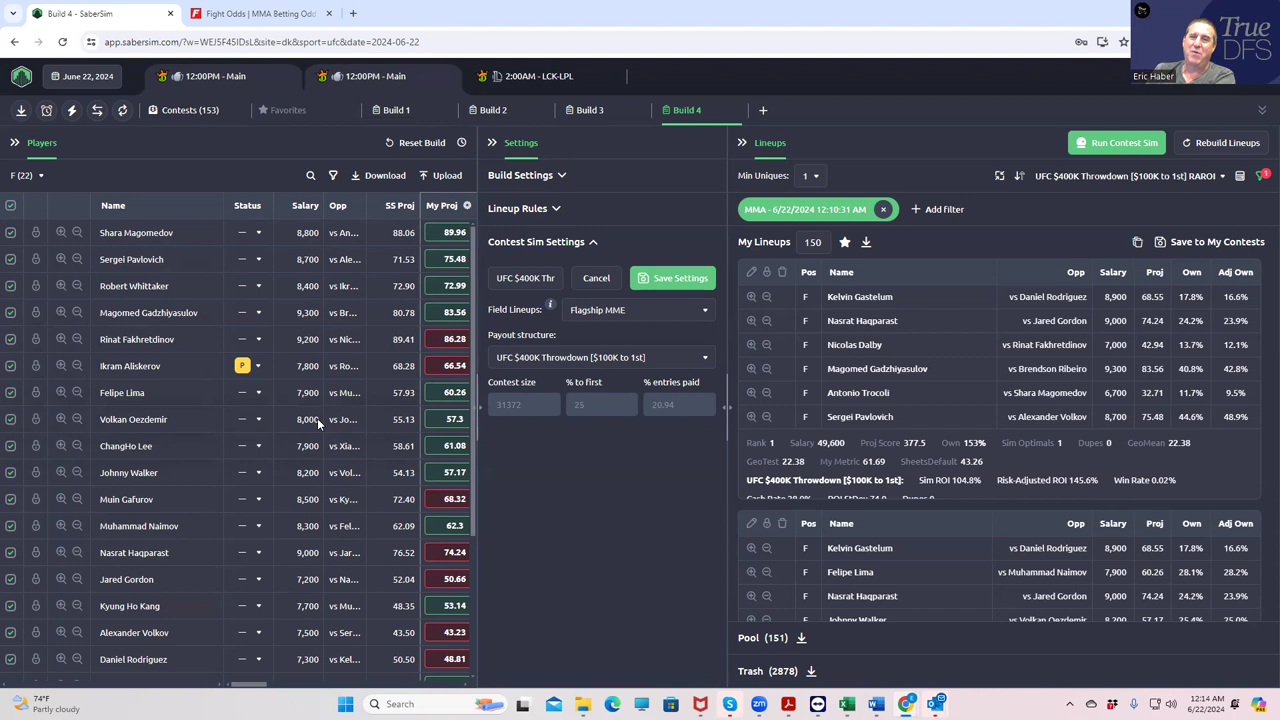 Build 4 - SaberSim
Fight Odds | MMA Betting Odd
app.sabersim.com/?w=WEJ5F45IDsL&site=dk&sport=ufc&date=2024-06-22
Eric Haber
True DFS
June 22, 2024
12:00PM - Main
12:00PM - Main
2:00AM - LCK-LPL
Contests (153)
Favorites
Build 1
Build 2
Build 3
Build 4
Players
Reset Build
Settings
Lineups
Run Contest Sim
Rebuild Lineups
F (22)
Download
Upload
Build Settings
Min Uniques:
1
UFC $400K Throwdown [$100K to 1st] RAROI
1
Name Status Salary Opp SS Proj My Proj
Shara Magomedov — 8,800 vs An... 88.06 89.96
Sergei Pavlovich — 8,700 vs Ale... 71.53 75.48
Robert Whittaker — 8,400 vs Ikr... 72.90 72.99
Magomed Gadzhiyasulov — 9,300 vs Br... 80.78 83.56
Rinat Fakhretdinov — 9,200 vs Nic... 89.41 86.28
Ikram Aliskerov P 7,800 vs Ro... 68.28 66.54
Felipe Lima — 7,900 vs Mu... 57.93 60.26
Volkan Oezdemir — 8,000 vs Jo... 55.13 57.3
ChangHo Lee — 7,900 vs Xia... 58.61 61.08
Johnny Walker — 8,200 vs Vol... 54.13 57.17
Muin Gafurov — 8,500 vs Ky... 72.40 68.32
Muhammad Naimov — 8,300 vs Fel... 62.09 62.3
Nasrat Haqparast — 9,000 vs Jar... 76.52 74.24
Jared Gordon — 7,200 vs Na... 52.04 50.66
Kyung Ho Kang — 7,700 vs Mu... 48.35 53.14
Alexander Volkov — 7,500 vs Ser... 43.50 43.23
Daniel Rodriguez — 7,300 vs Kel... 50.50 48.81
Lineup Rules
Contest Sim Settings
UFC $400K Thr
Cancel
Save Settings
Field Lineups:
Flagship MME
Payout structure:
UFC $400K Throwdown [$100K to 1st]
Contest size % to first % entries paid
31372 25 20.94
MMA - 6/22/2024 12:10:31 AM
Add filter
My Lineups 150
Save to My Contests
Pos Name Opp Salary Proj Own Adj Own
F Kelvin Gastelum vs Daniel Rodriguez 8,900 68.55 17.8% 16.6%
F Nasrat Haqparast vs Jared Gordon 9,000 74.24 24.2% 23.9%
F Nicolas Dalby vs Rinat Fakhretdinov 7,000 42.94 13.7% 12.1%
F Magomed Gadzhiyasulov vs Brendson Ribeiro 9,300 83.56 40.8% 42.8%
F Antonio Trocoli vs Shara Magomedov 6,700 32.71 11.7% 9.5%
F Sergei Pavlovich vs Alexander Volkov 8,700 75.48 44.6% 48.9%
Rank 1 Salary 49,600 Proj Score 377.5 Own 153% Sim Optimals 1 Dupes 0 GeoMean 22.38
GeoTest 22.38 My Metric 61.69 SheetsDefault 43.26
UFC $400K Throwdown [$100K to 1st]: Sim ROI 104.8% Risk-Adjusted ROI 145.6% Win Rate 0.02%
Pos Name Opp Salary Proj Own Adj Own
F Kelvin Gastelum vs Daniel Rodriguez 8,900 68.55 17.8% 16.6%
F Felipe Lima vs Muhammad Naimov 7,900 60.26 28.1% 28.2%
F Nasrat Haqparast vs Jared Gordon 9,000 74.24 24.2% 23.9%
Pool (151)
Trash (2878)
74°F
Partly cloudy
Search
12:14 AM
6/22/2024